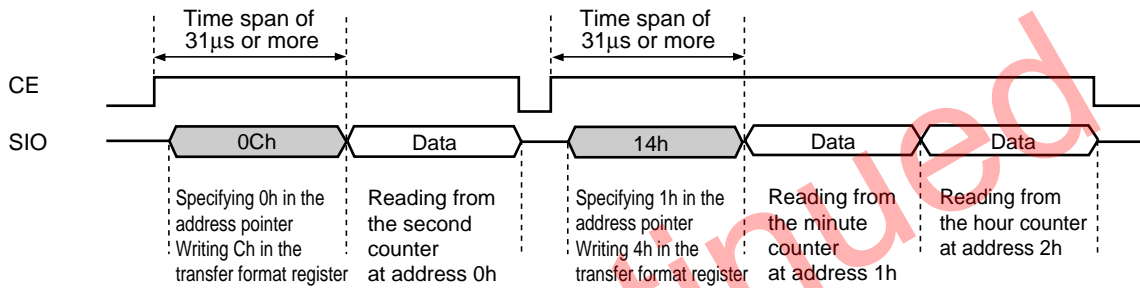 Time span of
31µs or more
Time span of
31µs or more
CE
SIO
0Ch
Data
14h
Data
Data
Specifying 0h in the
address pointer
Writing Ch in the
transfer format register
Reading from
the second
counter
at address 0h
Specifying 1h in the
address pointer
Writing 4h in the
transfer format register
Reading from
the minute
counter
at address 1h
Reading from
the hour counter
at address 2h
tinued